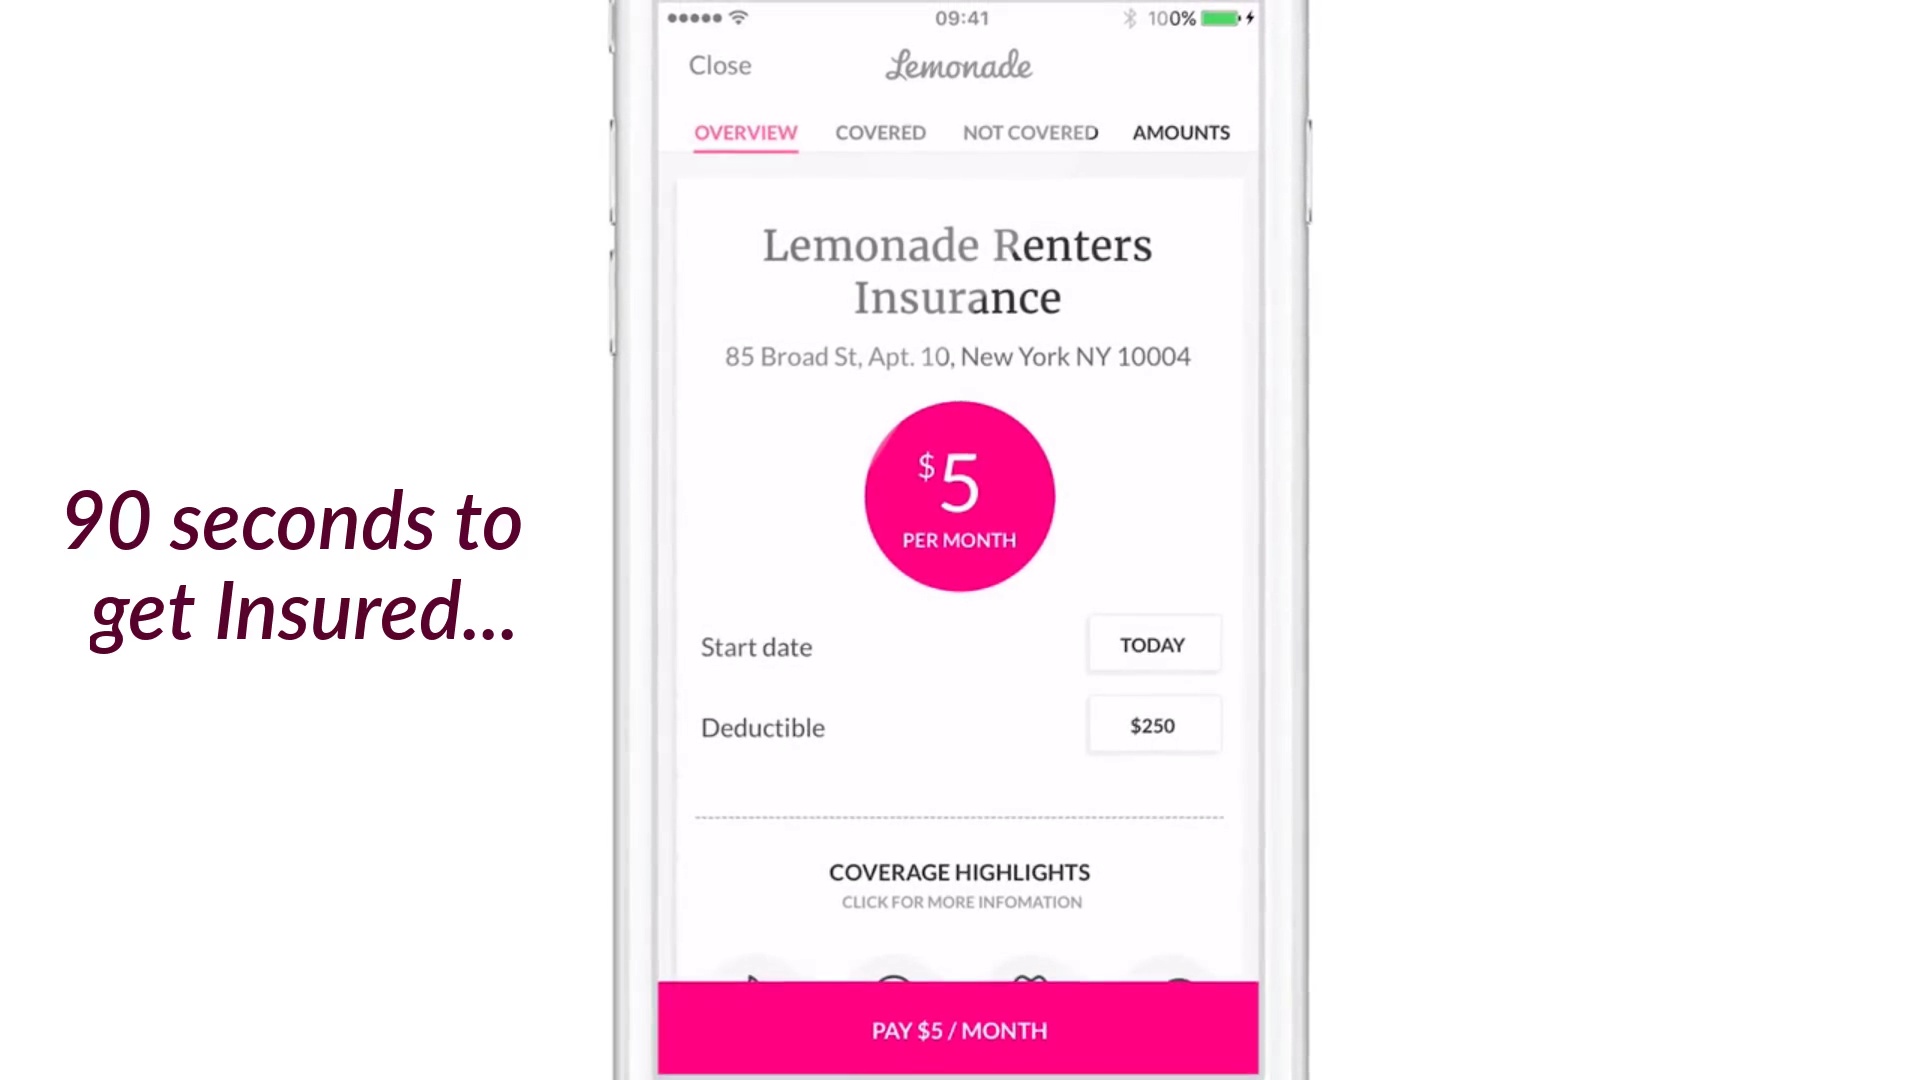 09:41
100%
Close
Lemonade
OVERVIEW COVERED NOT COVERED AMOUNTS
Lemonade Renters
Insurance
85 Broad St, Apt. 10, New York NY 10004
$5
PER MONTH
90 seconds to
get Insured...
Start date TODAY
Deductible $250
COVERAGE HIGHLIGHTS
CLICK FOR MORE INFOMATION
PAY $5 / MONTH